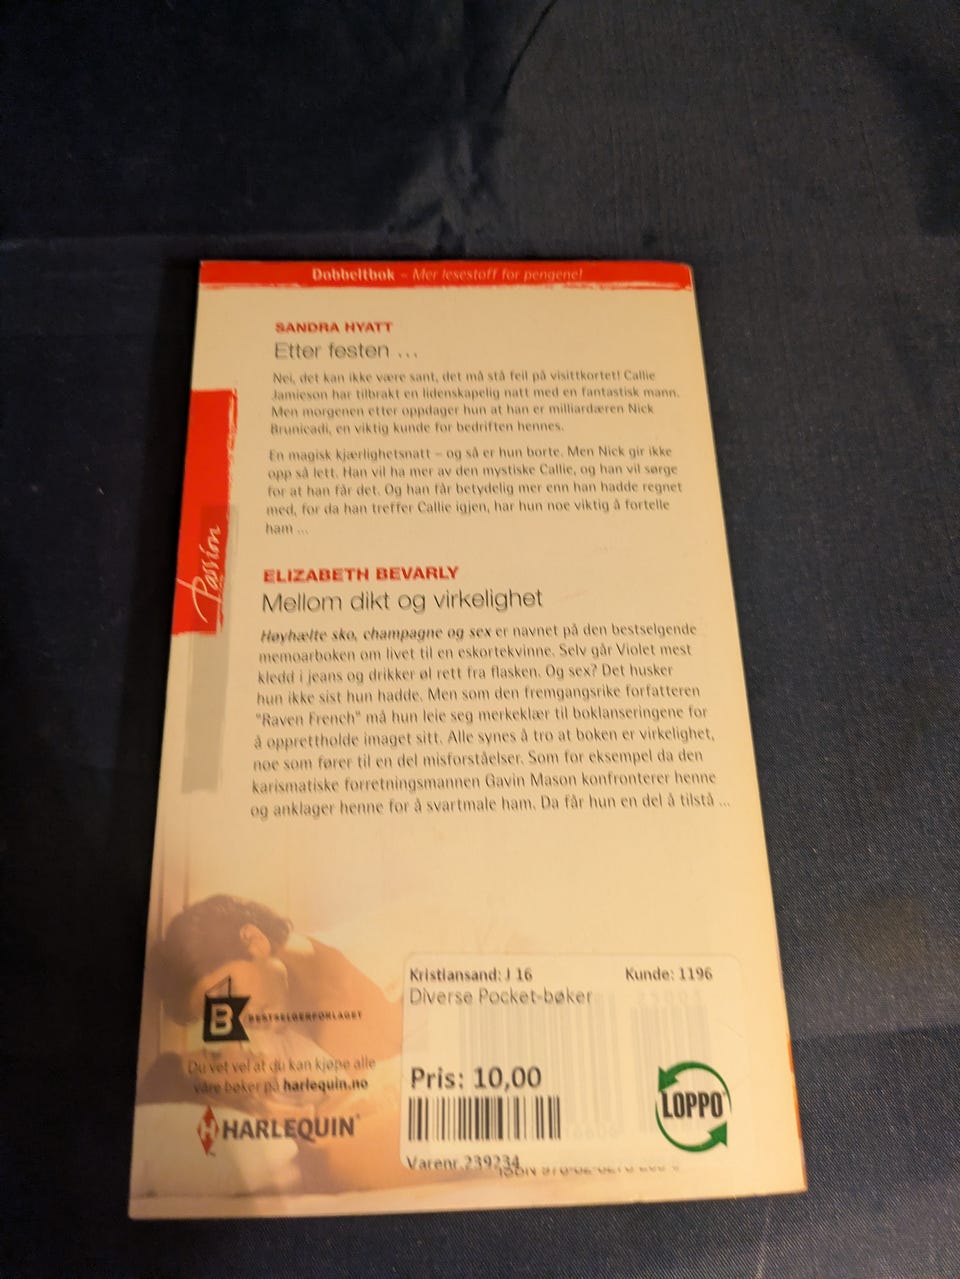 Dobbeltbok – Mer lesestoff for pengene!
SANDRA HYATT
Etter festen ...
Nei, det kan ikke være sant, det må stå feil på visittkortet! Callie
Jamieson har tilbrakt en lidenskapelig natt med en fantastisk mann.
Men morgenen etter oppdager hun at han er milliardæren Nick
Brunicadi, en viktig kunde for bedriften hennes.
En magisk kjærlighetsnatt – og så er hun borte. Men Nick gir ikke
opp så lett. Han vil ha mer av den mystiske Callie, og han vil sørge
for at han får det. Og han får betydelig mer enn han hadde regnet
med, for da han treffer Callie igjen, har hun noe viktig å fortelle
ham ...
Passion
ELIZABETH BEVARLY
Mellom dikt og virkelighet
Høyhælte sko, champagne og sex er navnet på den bestselgende
memoarboken om livet til en eskortekvinne. Selv går Violet mest
kledd i jeans og drikker øl rett fra flasken. Og sex? Det husker
hun ikke sist hun hadde. Men som den fremgangsrike forfatteren
"Raven French" må hun leie seg merkeklær til boklanseringene for
å opprettholde imaget sitt. Alle synes å tro at boken er virkelighet,
noe som fører til en del misforståelser. Som for eksempel da den
karismatiske forretningsmannen Gavin Mason konfronterer henne
og anklager henne for å svartmale ham. Da får hun en del å tilstå ...
B BESTSELGERFORLAGET
Du vet vel at du kan kjøpe alle
våre bøker på harlequin.no
H HARLEQUIN
Kristiansand: J 16 Kunde: 1196
Diverse Pocket-bøker
Pris: 10,00
LOPPO
Varenr.239234